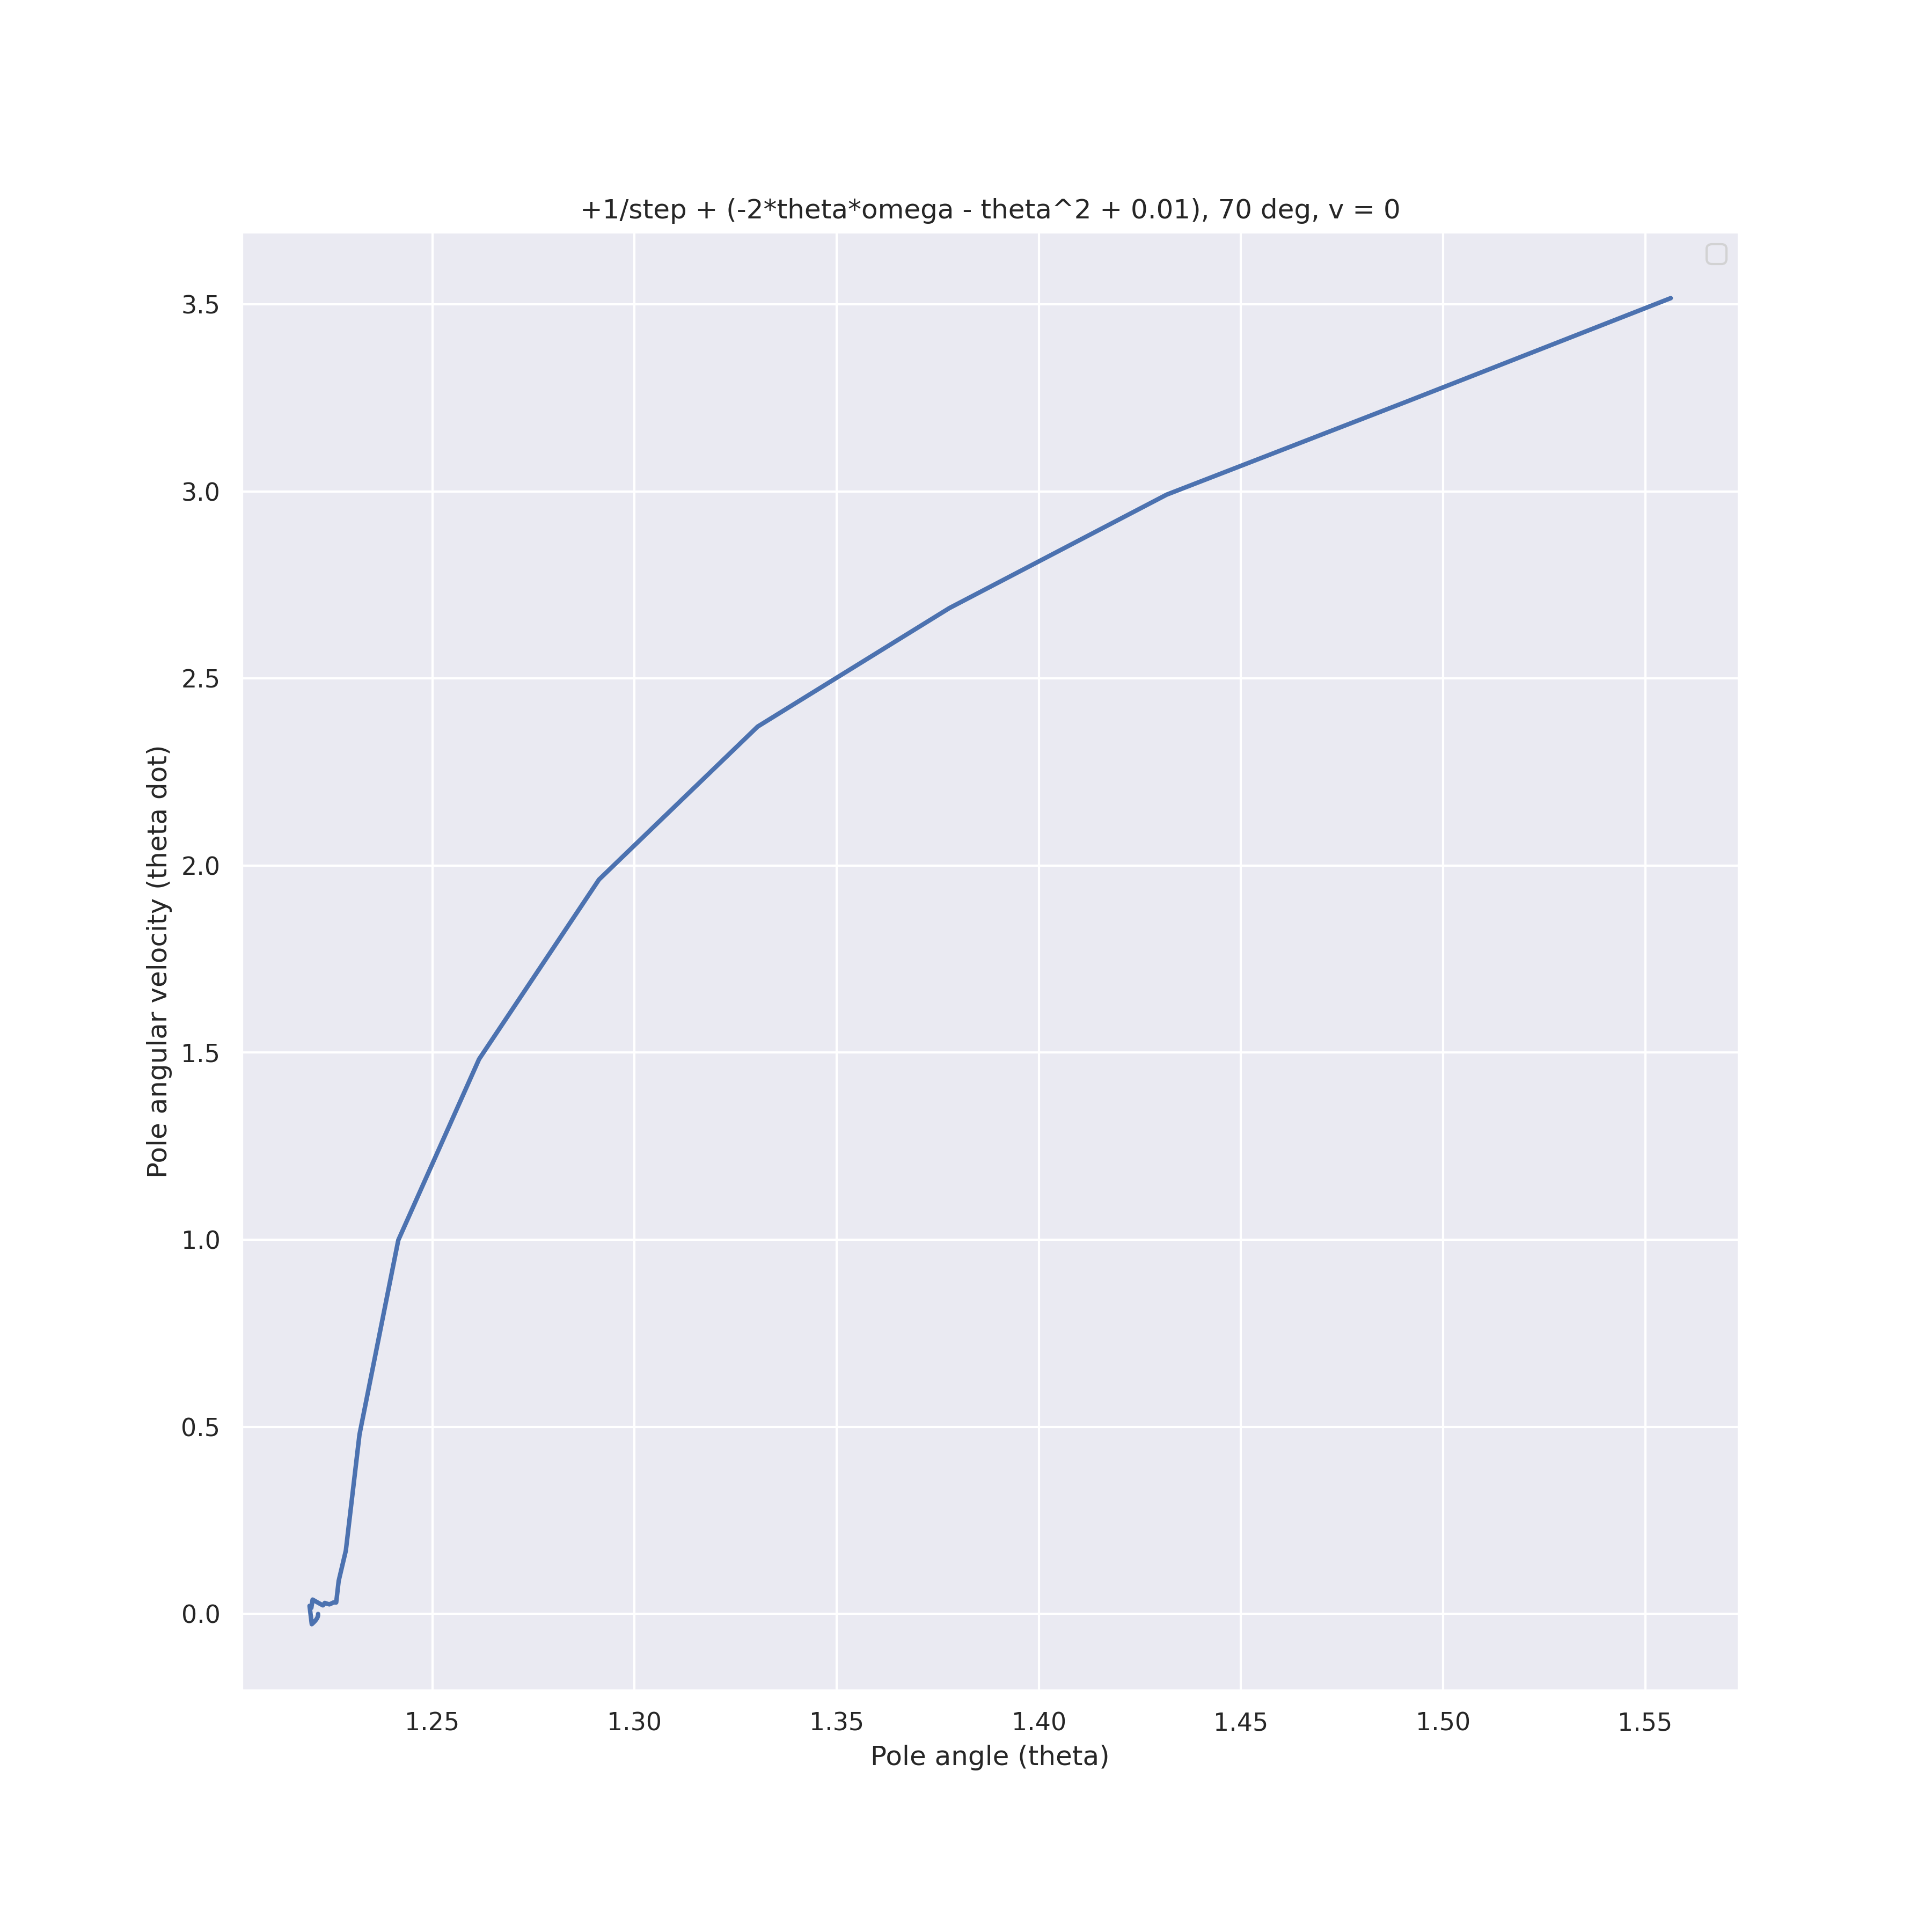 +1/step + (-2*theta*omega - theta^2 + 0.01), 70 deg, v = 0
3.5
3.0
2.5
2.0
1.5
1.0
0.5
0.0
Pole angular velocity (theta dot)
1.25 1.30 1.35 1.40 1.45 1.50 1.55
Pole angle (theta)